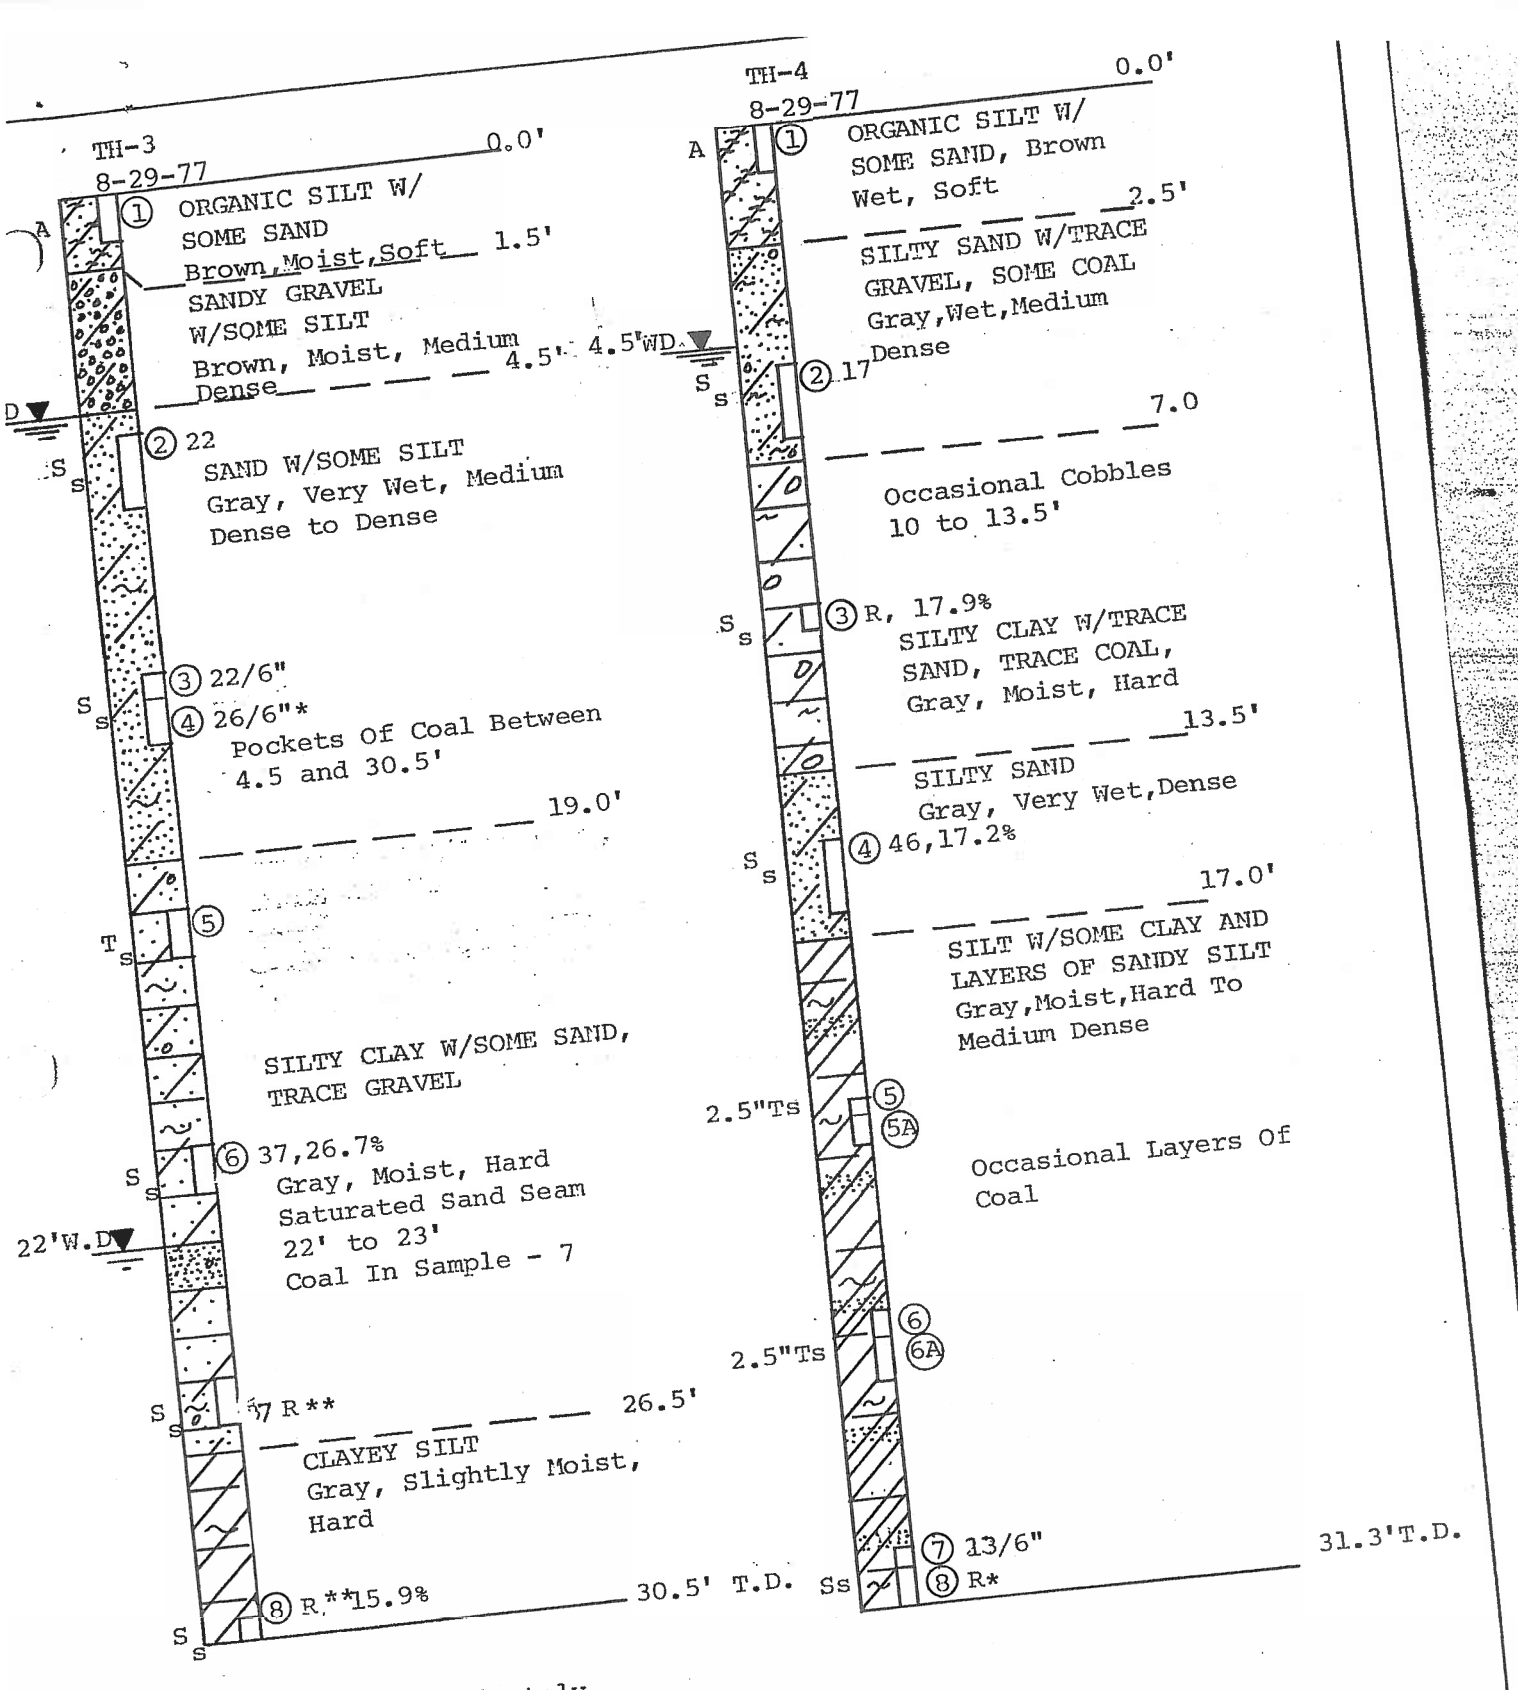 TH-3
8-29-77
0.0'
A
① ORGANIC SILT W/
SOME SAND
Brown,Moist,Soft 1.5'
SANDY GRAVEL
W/SOME SILT
Brown, Moist, Medium
Dense 4.5'
D
② 22
Ss
SAND W/SOME SILT
Gray, Very Wet, Medium
Dense to Dense
③ 22/6"
Ss
④ 26/6"*
Pockets Of Coal Between
4.5 and 30.5'
19.0'
⑤
Ts
SILTY CLAY W/SOME SAND,
TRACE GRAVEL
⑥ 37,26.7%
Ss
Gray, Moist, Hard
Saturated Sand Seam
22' to 23'
22'W.D
Coal In Sample - 7
Ss
7 R**
26.5'
CLAYEY SILT
Gray, Slightly Moist,
Hard
⑧ R.**15.9%
30.5' T.D.
Ss
TH-4
8-29-77
0.0'
A
① ORGANIC SILT W/
SOME SAND, Brown
Wet, Soft
2.5'
SILTY SAND W/TRACE
GRAVEL, SOME COAL
Gray,Wet,Medium
Dense
4.5'WD
② 17
Ss
7.0
Occasional Cobbles
10 to 13.5'
③ R, 17.9%
Ss
SILTY CLAY W/TRACE
SAND, TRACE COAL,
Gray, Moist, Hard
13.5'
SILTY SAND
Gray, Very Wet,Dense
④ 46,17.2%
Ss
17.0'
SILT W/SOME CLAY AND
LAYERS OF SANDY SILT
Gray,Moist,Hard To
Medium Dense
2.5"Ts
⑤
5A
Occasional Layers Of
Coal
⑥
2.5"Ts
6A
⑦ 13/6"
Ss
⑧ R*
31.3'T.D.